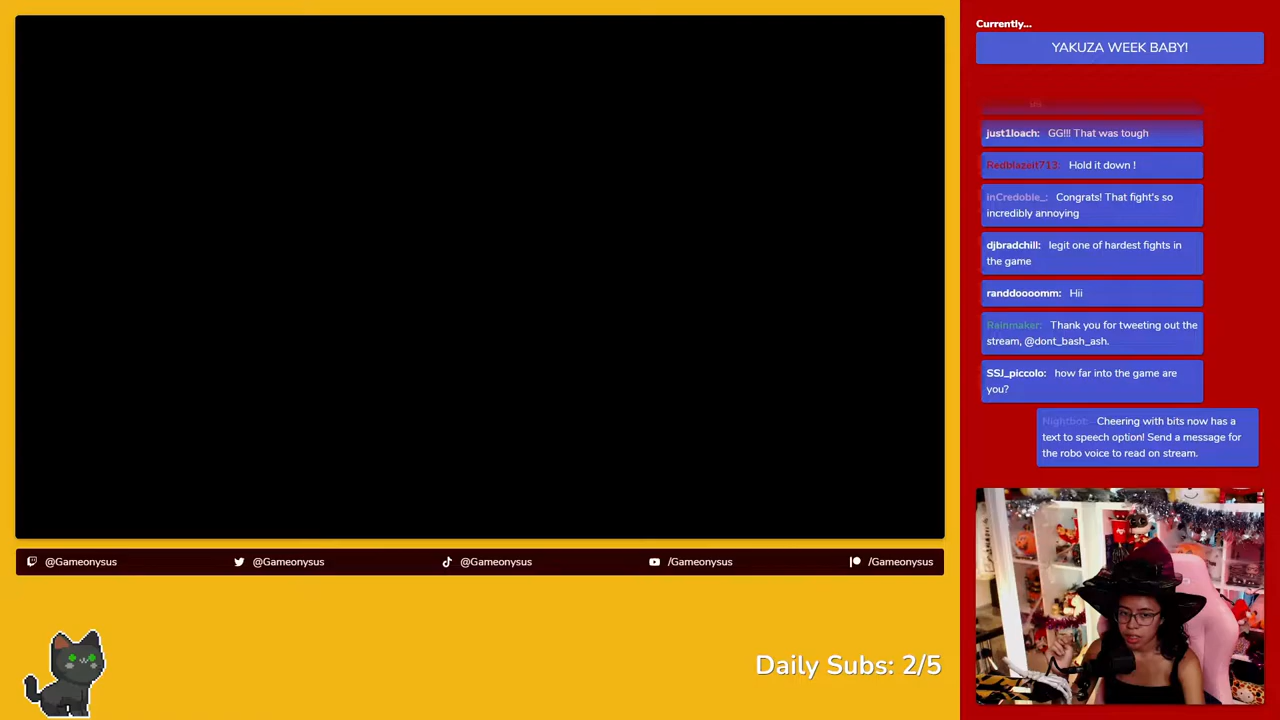 Currently...
YAKUZA WEEK BABY!
just1loach: GG!!! That was tough
Redblazeit713: Hold it down !
inCredoble_: Congrats! That fight's so
incredibly annoying
djbradchill: legit one of hardest fights in
the game
randdoooomm: Hii
Rainmaker: Thank you for tweeting out the
stream, @dont_bash_ash.
SSJ_piccolo: how far into the game are
you?
Nightbot: Cheering with bits now has a
text to speech option! Send a message for
the robo voice to read on stream.
@Gameonysus
@Gameonysus
@Gameonysus
/Gameonysus
/Gameonysus
Daily Subs: 2/5